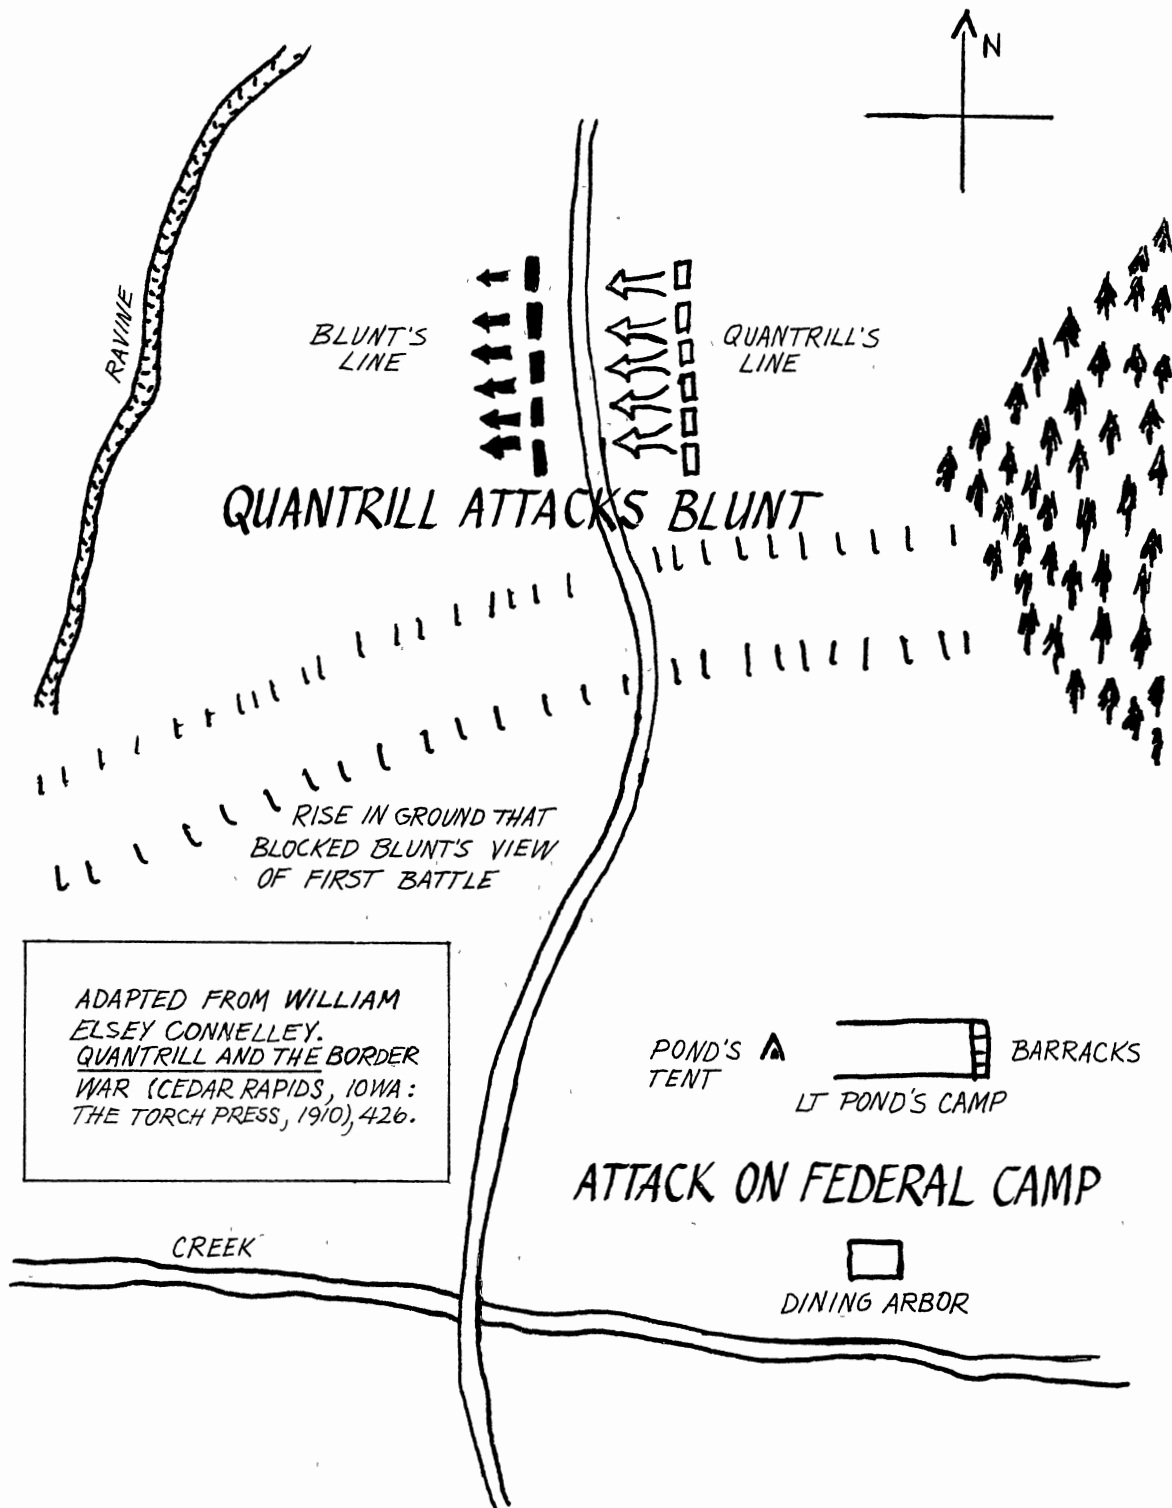 N
RAVINE
BLUNT'S
LINE
QUANTRILL'S
LINE
QUANTRILL ATTACKS BLUNT
RISE IN GROUND THAT
BLOCKED BLUNT'S VIEW
OF FIRST BATTLE
ADAPTED FROM WILLIAM
ELSEY CONNELLEY.
QUANTRILL AND THE BORDER
WAR (CEDAR RAPIDS, IOWA:
THE TORCH PRESS, 1910), 426.
POND'S
TENT
BARRACKS
LT POND'S CAMP
ATTACK ON FEDERAL CAMP
CREEK
DINING ARBOR